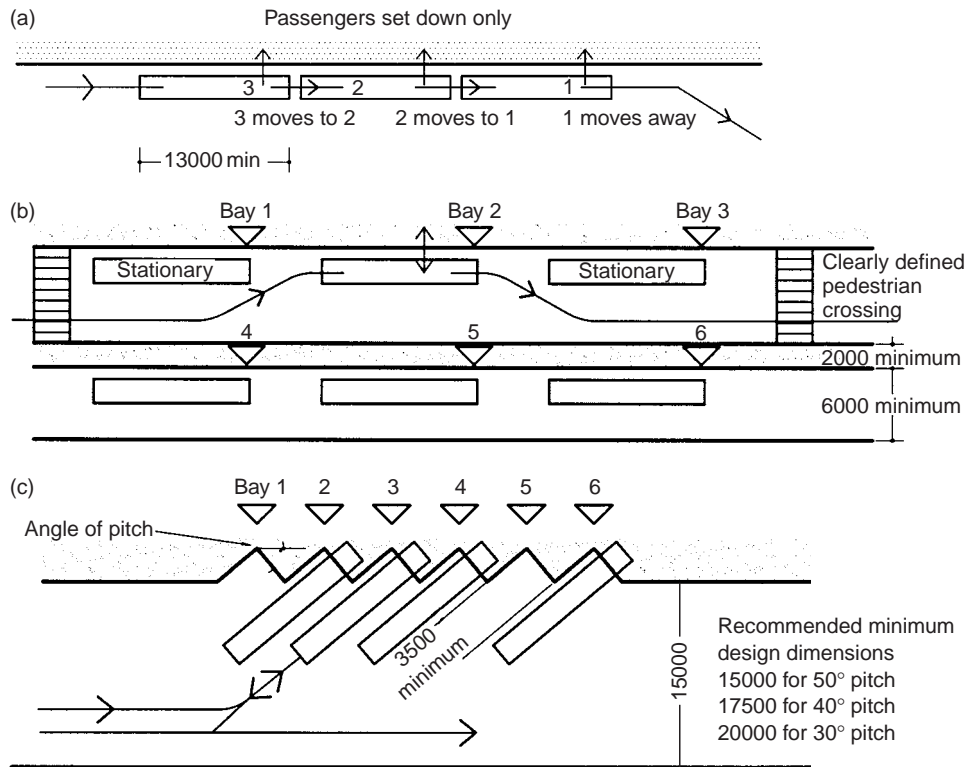 (a)
Passengers set down only
3
2
1
3 moves to 2
2 moves to 1
1 moves away
13000 min
(b)
Bay 1
Bay 2
Bay 3
Stationary
Stationary
Clearly defined
pedestrian
crossing
4
5
6
2000 minimum
6000 minimum
(c)
Bay 1
2
3
4
5
6
Angle of pitch
3500
minimum
15000
Recommended minimum
design dimensions
15000 for 50° pitch
17500 for 40° pitch
20000 for 30° pitch